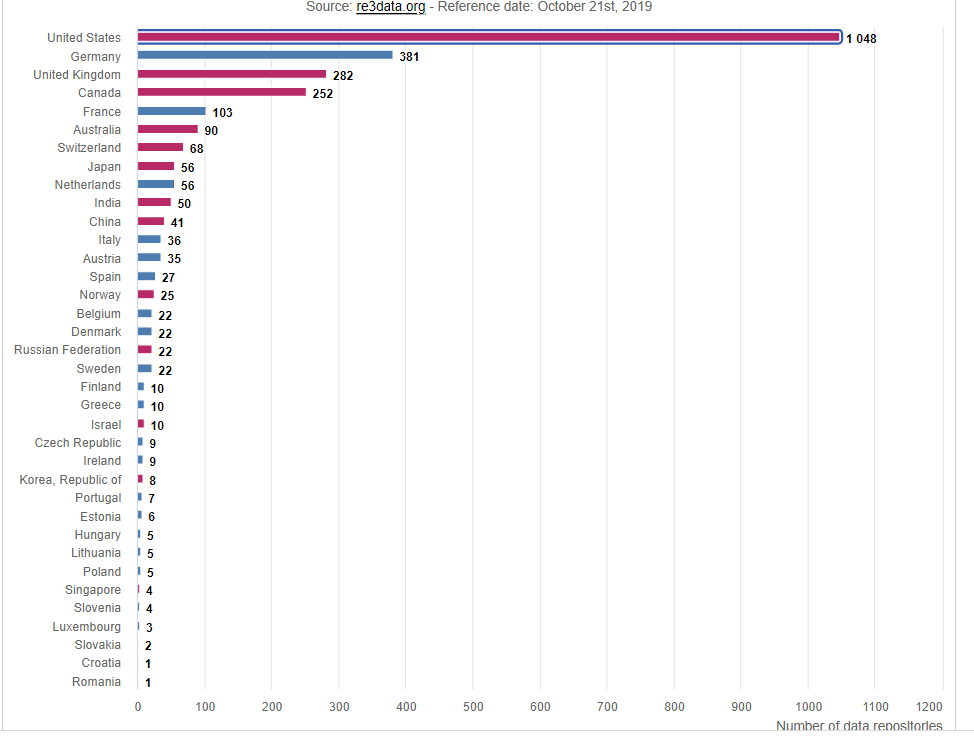 Source: re3data.org - Reference date: October 21st, 2019
United States 1 048
Germany 381
United Kingdom 282
Canada 252
France 103
Australia 90
Switzerland 68
Japan 56
Netherlands 56
India 50
China 41
Italy 36
Austria 35
Spain 27
Norway 25
Belgium 22
Denmark 22
Russian Federation 22
Sweden 22
Finland 10
Greece 10
Israel 10
Czech Republic 9
Ireland 9
Korea, Republic of 8
Portugal 7
Estonia 6
Hungary 5
Lithuania 5
Poland 5
Singapore 4
Slovenia 4
Luxembourg 3
Slovakia 2
Croatia 1
Romania 1
0 100 200 300 400 500 600 700 800 900 1000 1100 1200
Number of data repositories